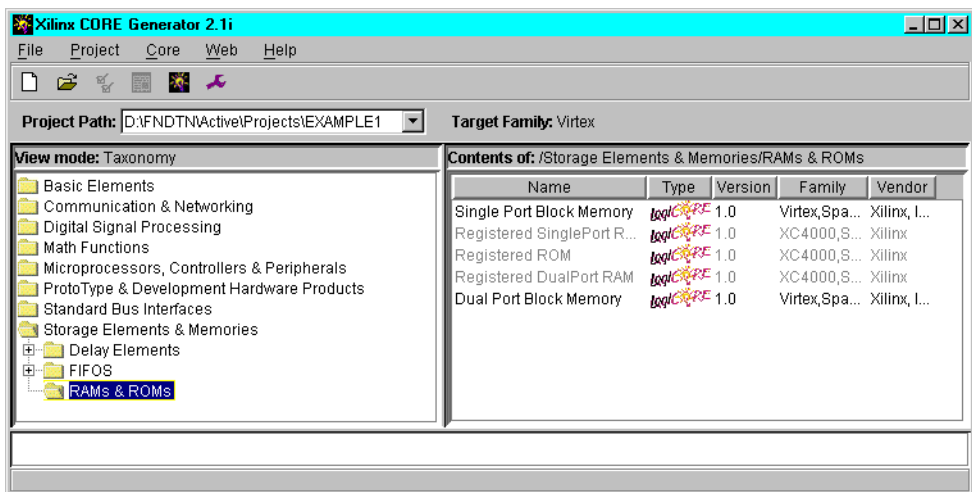 Xilinx CORE Generator 2.1i
File Project Core Web Help
Project Path: D:\FNDTN\Active\Projects\EXAMPLE1 Target Family: Virtex
View mode: Taxonomy
Basic Elements
Communication & Networking
Digital Signal Processing
Math Functions
Microprocessors, Controllers & Peripherals
ProtoType & Development Hardware Products
Standard Bus Interfaces
Storage Elements & Memories
Delay Elements
FIFOS
RAMs & ROMs
Contents of: /Storage Elements & Memories/RAMs & ROMs
Name Type Version Family Vendor
Single Port Block Memory logiCORE 1.0 Virtex,Spa... Xilinx, I...
Registered SinglePort R... logiCORE 1.0 XC4000,S... Xilinx
Registered ROM logiCORE 1.0 XC4000,S... Xilinx
Registered DualPort RAM logiCORE 1.0 XC4000,S... Xilinx
Dual Port Block Memory logiCORE 1.0 Virtex,Spa... Xilinx, I...